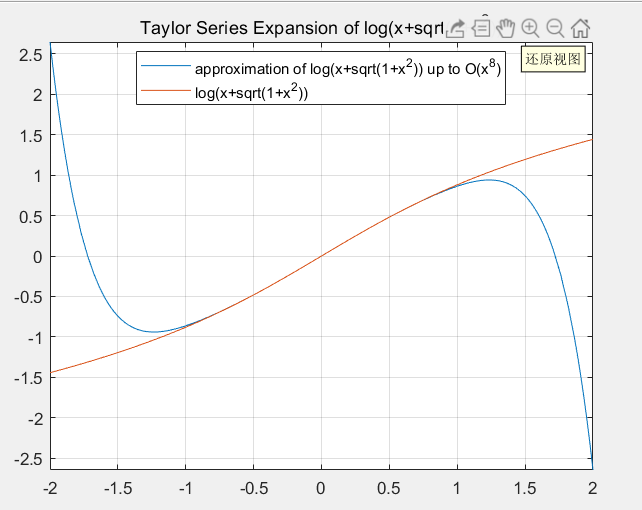 Taylor Series Expansion of log(x+sqrt
还原视图
approximation of log(x+sqrt(1+x²)) up to O(x⁸)
log(x+sqrt(1+x²))
2.5
2
1.5
1
0.5
0
-0.5
-1
-1.5
-2
-2.5
-2 -1.5 -1 -0.5 0 0.5 1 1.5 2